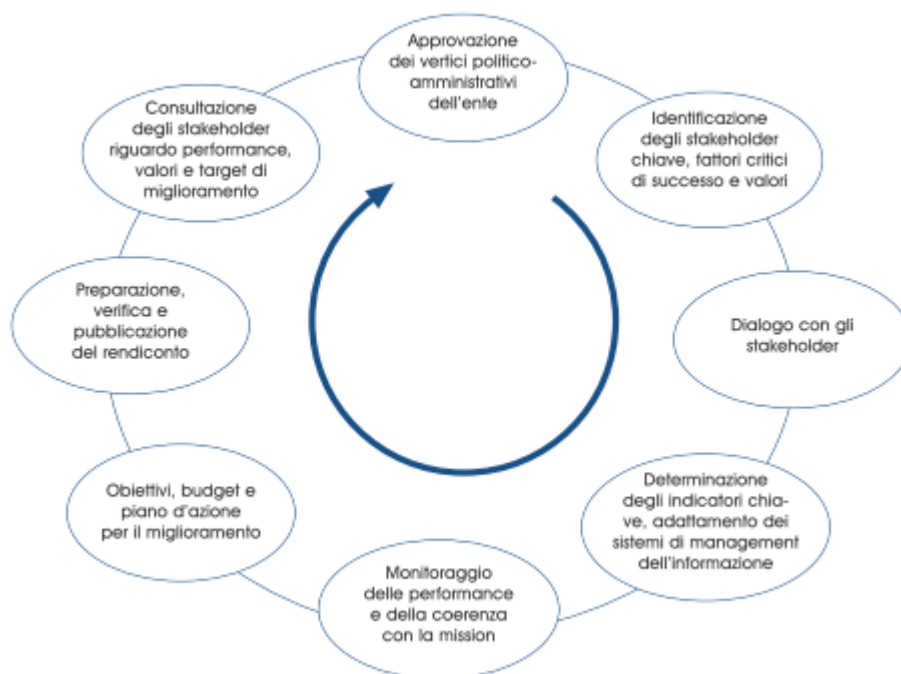 Approvazione
dei vertici politico-
amministrativi
dell'ente
Identificazione
degli stakeholder
chiave, fattori critici
di successo e valori
Dialogo con gli
stakeholder
Determinazione
degli indicatori chia-
ve, adattamento dei
sistemi di management
dell'informazione
Monitoraggio
delle performance
e della coerenza
con la mission
Obiettivi, budget e
piano d'azione
per il miglioramento
Preparazione,
verifica e
pubblicazione
del rendiconto
Consultazione
degli stakeholder
riguardo performance,
valori e target di
miglioramento